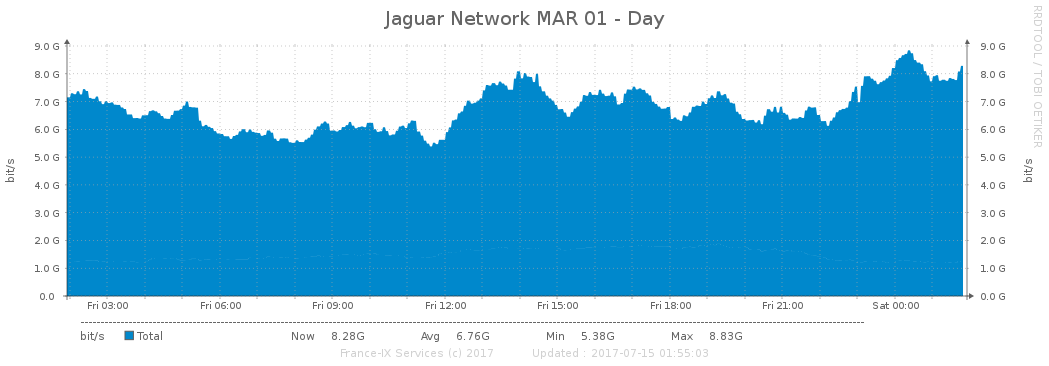 Jaguar Network MAR 01 - Day
RRDTOOL / TOBI OETIKER
9.0 G 9.0 G
8.0 G 8.0 G
7.0 G 7.0 G
6.0 G 6.0 G
5.0 G 5.0 G
4.0 G 4.0 G
3.0 G 3.0 G
2.0 G 2.0 G
1.0 G 1.0 G
0.0 0.0 G
bit/s
bit/s
Fri 03:00 Fri 06:00 Fri 09:00 Fri 12:00 Fri 15:00 Fri 18:00 Fri 21:00 Sat 00:00
bit/s Total Now 8.28G Avg 6.76G Min 5.38G Max 8.83G
France-IX Services (c) 2017 Updated : 2017-07-15 01:55:03